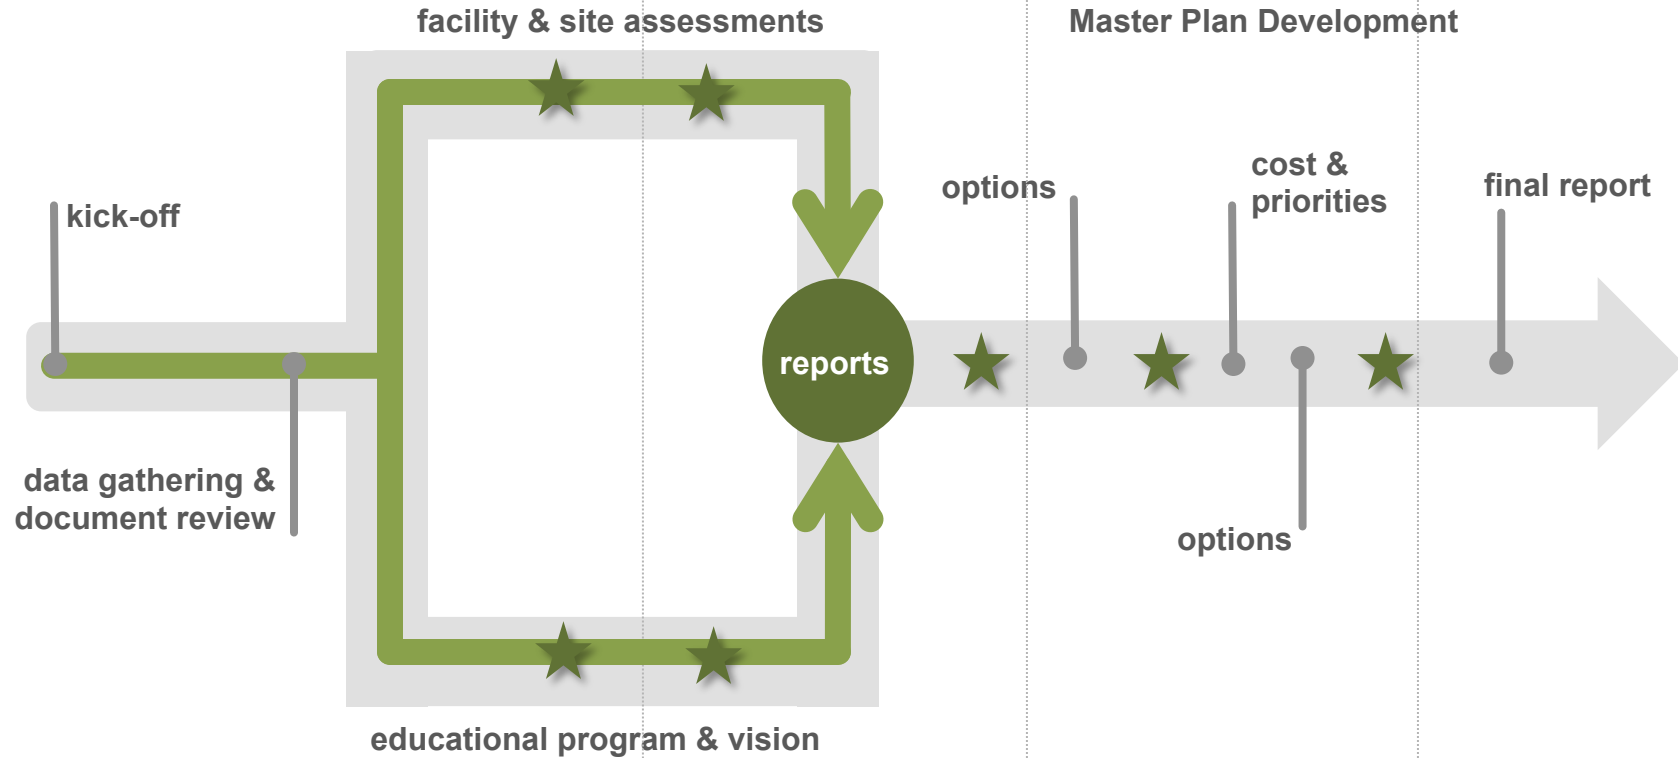 facility & site assessments
Master Plan Development
kick-off
options
cost &
priorities
final report
reports
data gathering &
document review
options
educational program & vision